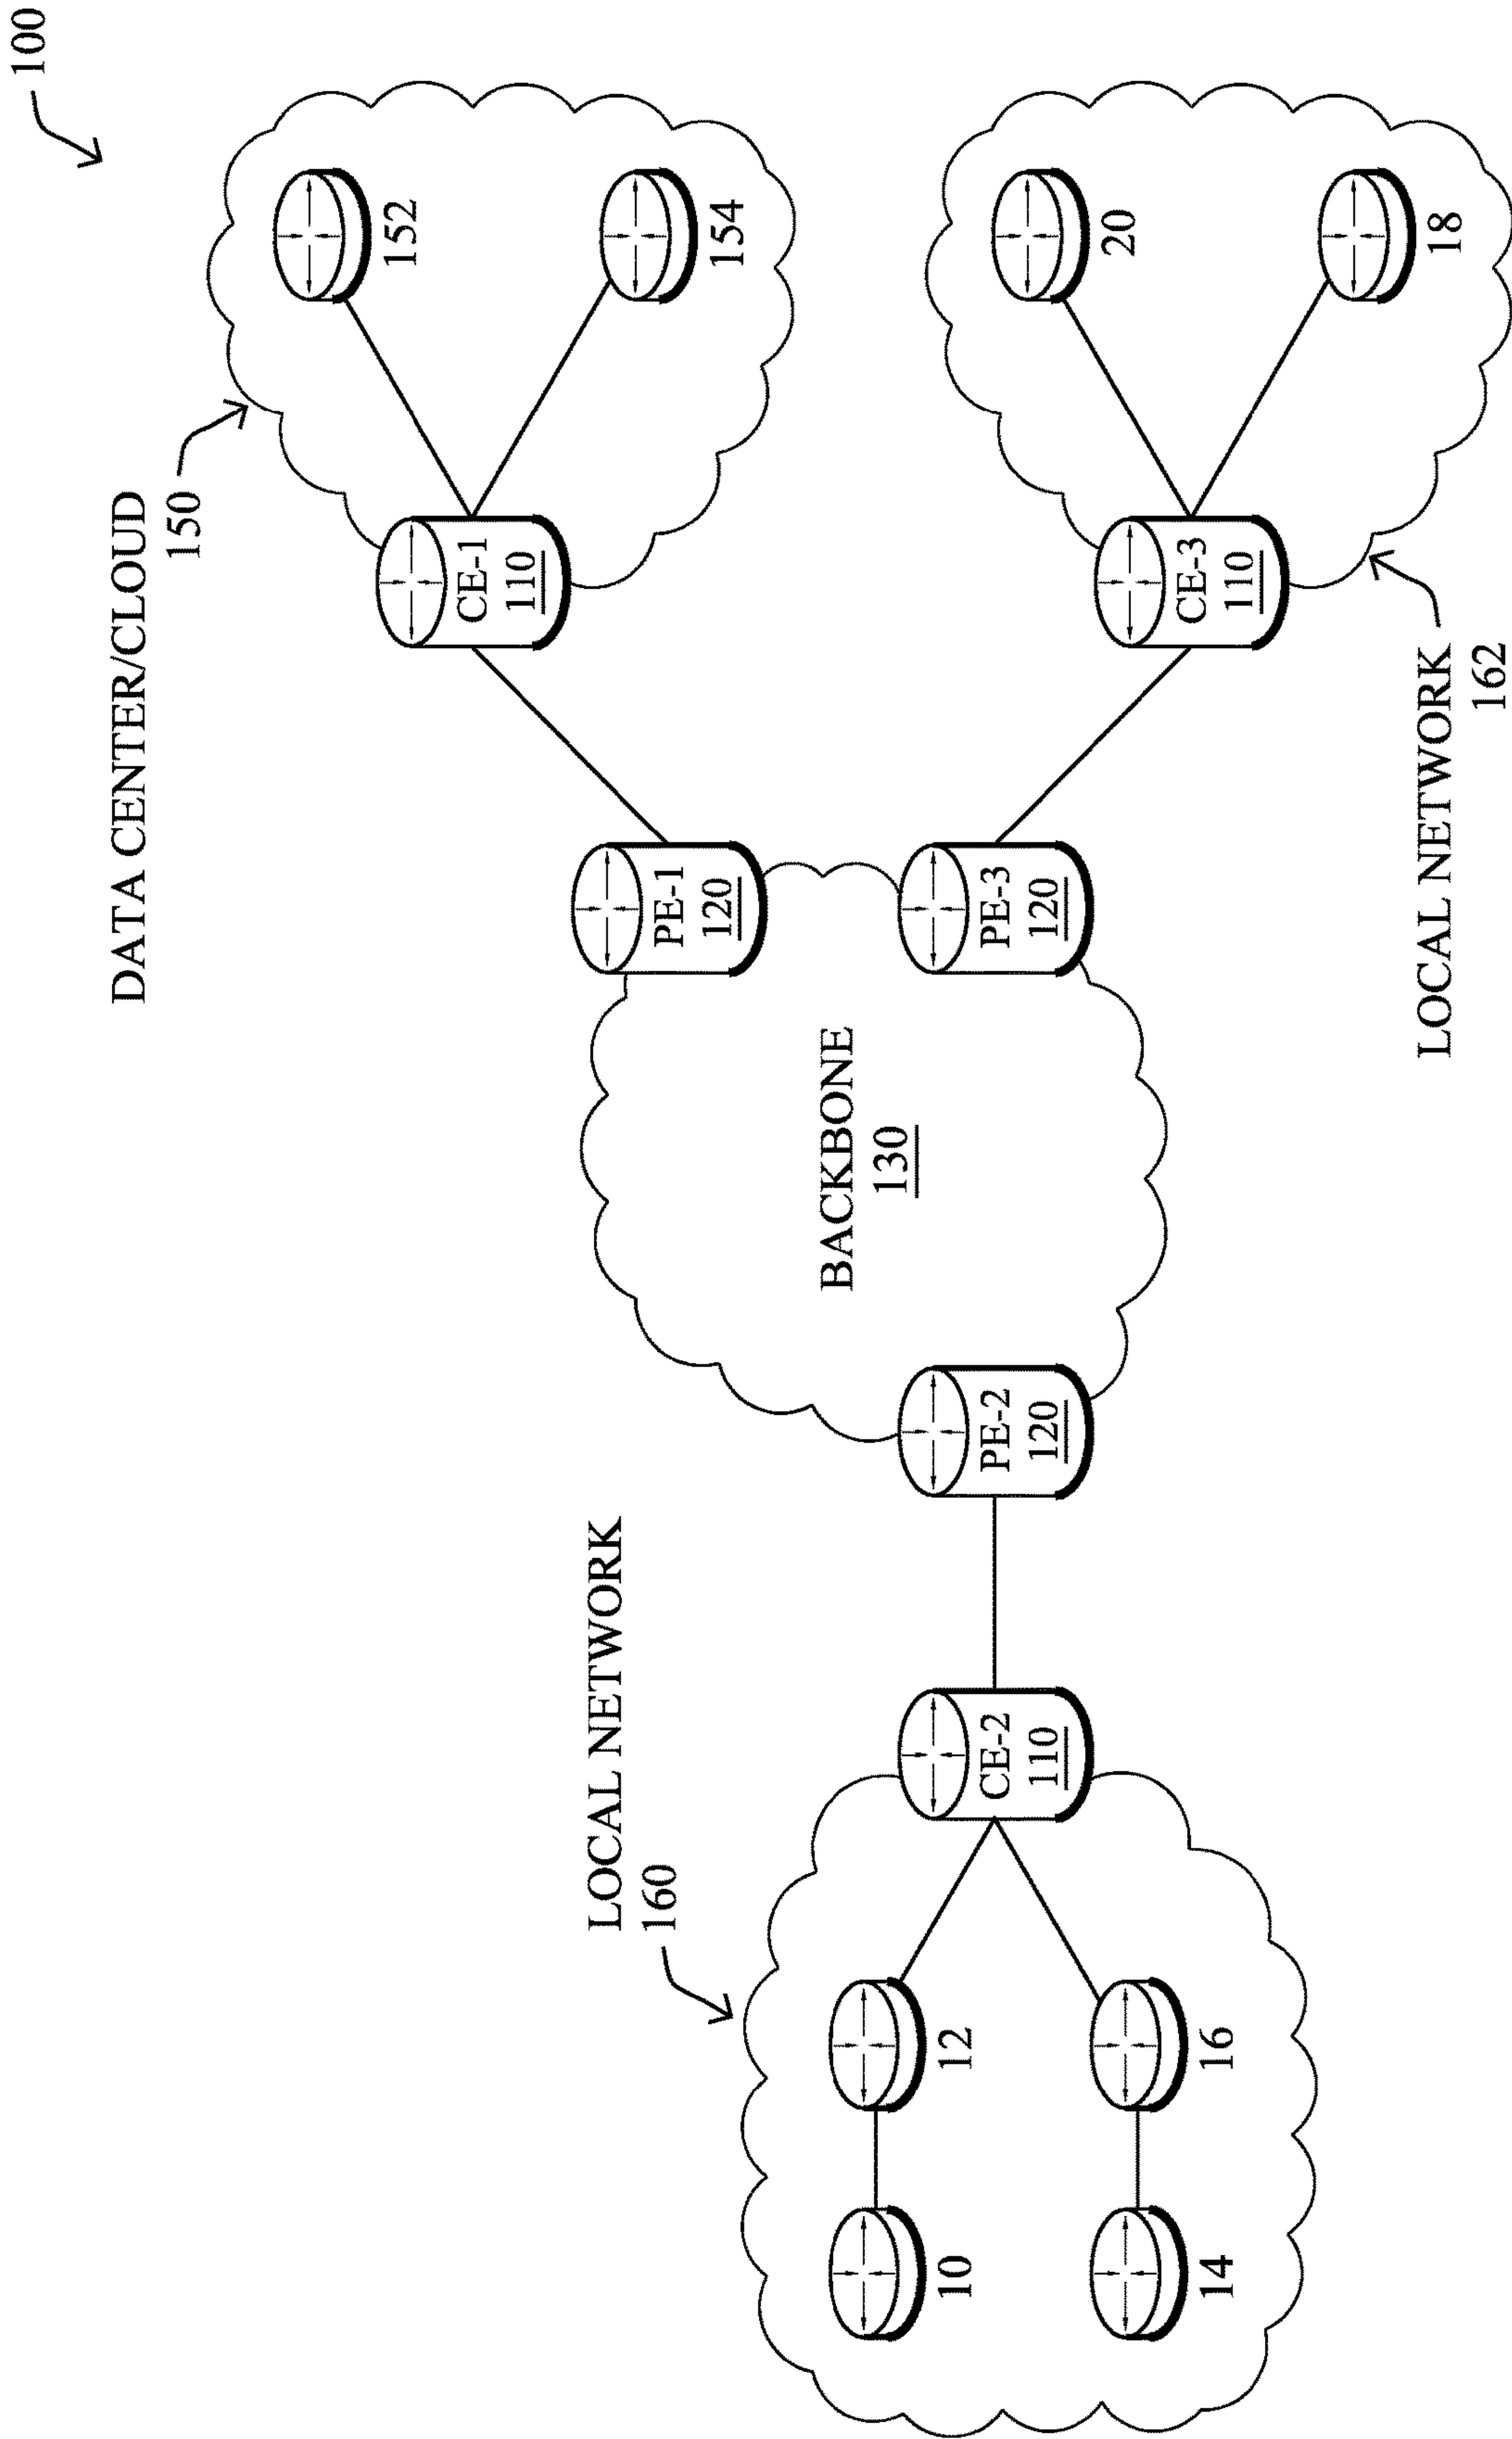 100
DATA CENTER/CLOUD
150
152
154
CE-1
110
PE-1
120
LOCAL NETWORK
160
BACKBONE
130
10
12
14
16
CE-2
110
PE-2
120
PE-3
120
CE-3
110
20
18
LOCAL NETWORK
162